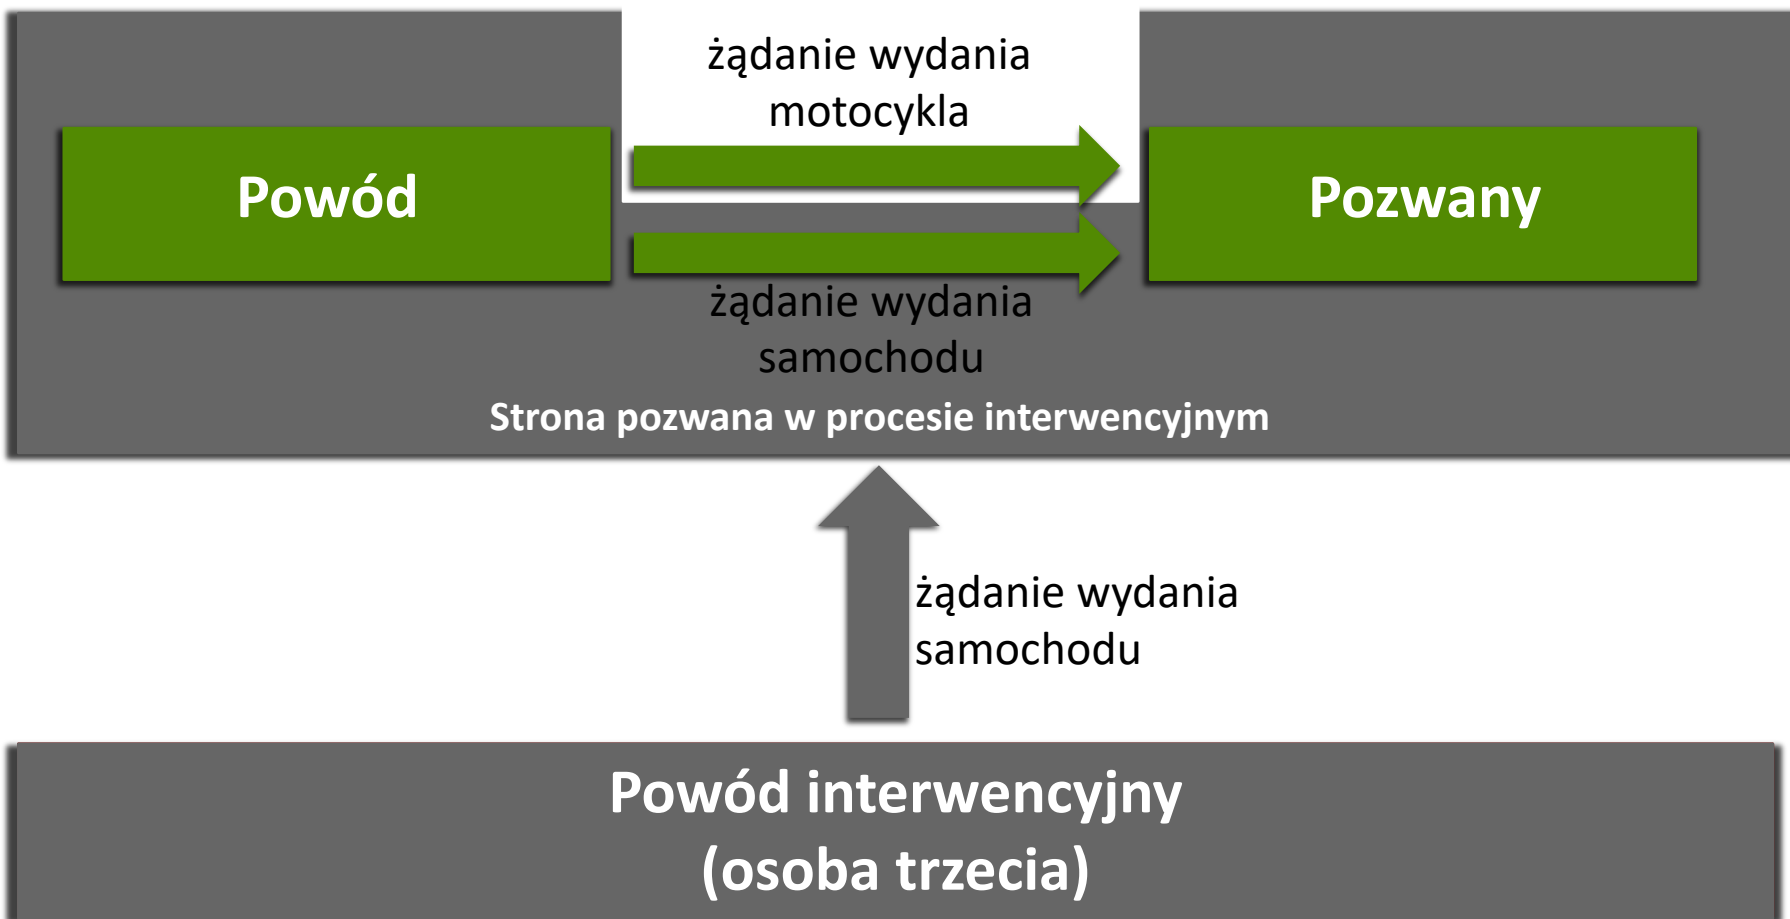 żądanie wydania
motocykla
Powód
Pozwany
żądanie wydania
samochodu
Strona pozwana w procesie interwencyjnym
żądanie wydania
samochodu
Powód interwencyjny
(osoba trzecia)